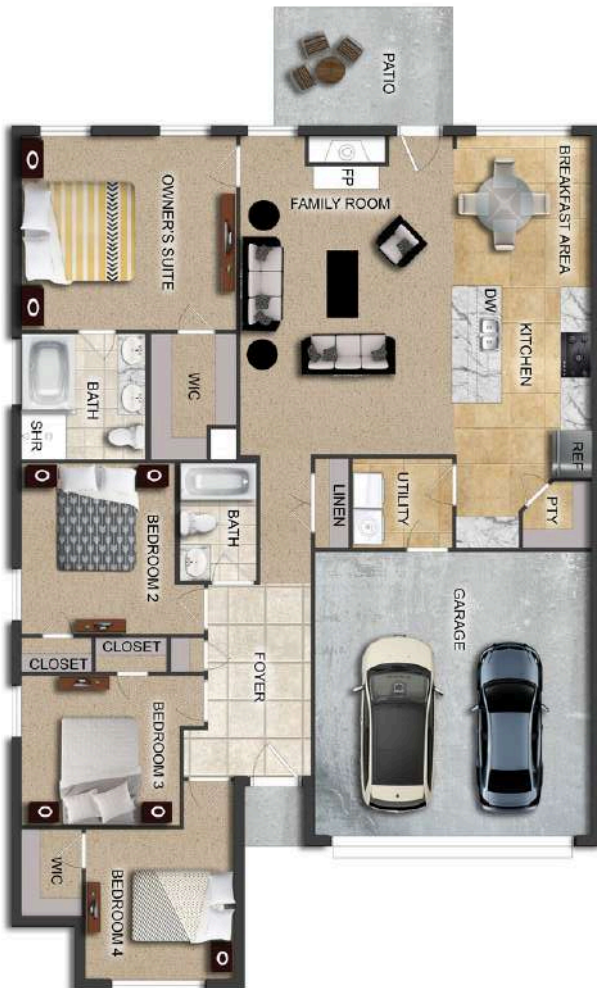 PATIO
BREAKFAST AREA
FP
FAMILY ROOM
OWNER'S SUITE
DW
KITCHEN
WIC
BATH
SHR
REF
PTY
UTILITY
LINEN
BATH
BEDROOM 2
CLOSET
CLOSET
FOYER
GARAGE
BEDROOM 3
WIC
BEDROOM 4